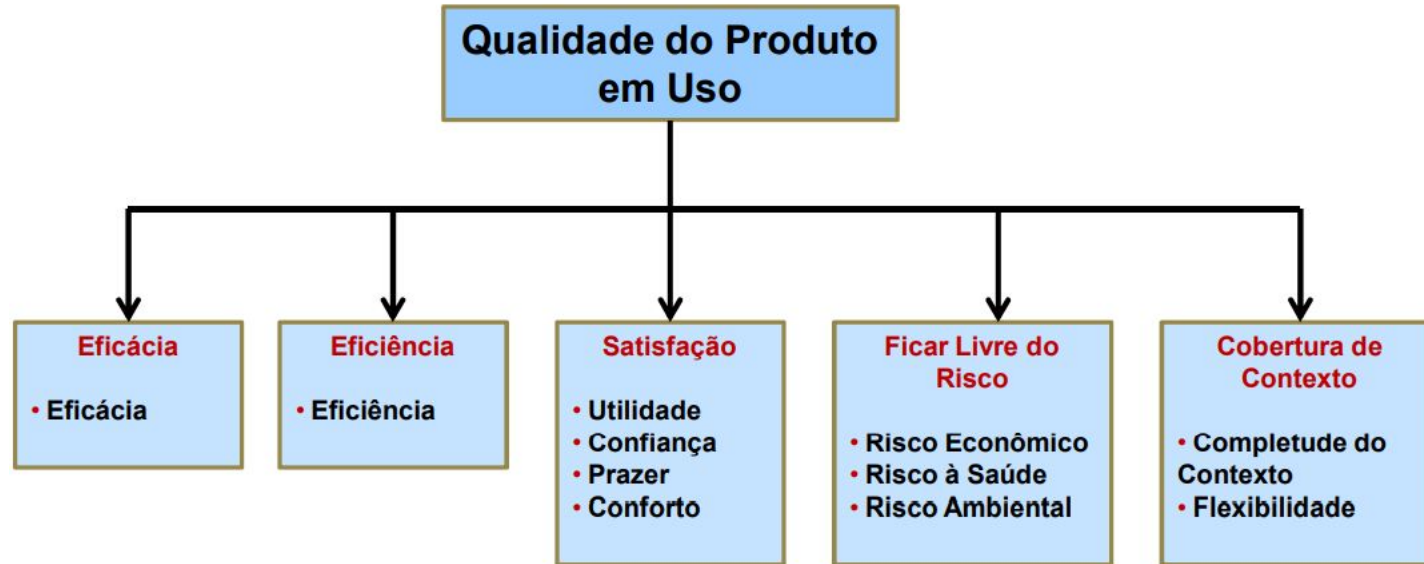 Qualidade do Produto
em Uso
Eficácia
• Eficácia
Eficiência
• Eficiência
Satisfação
• Utilidade
• Confiança
• Prazer
• Conforto
Ficar Livre do
Risco
• Risco Econômico
• Risco à Saúde
• Risco Ambiental
Cobertura de
Contexto
• Completude do
Contexto
• Flexibilidade